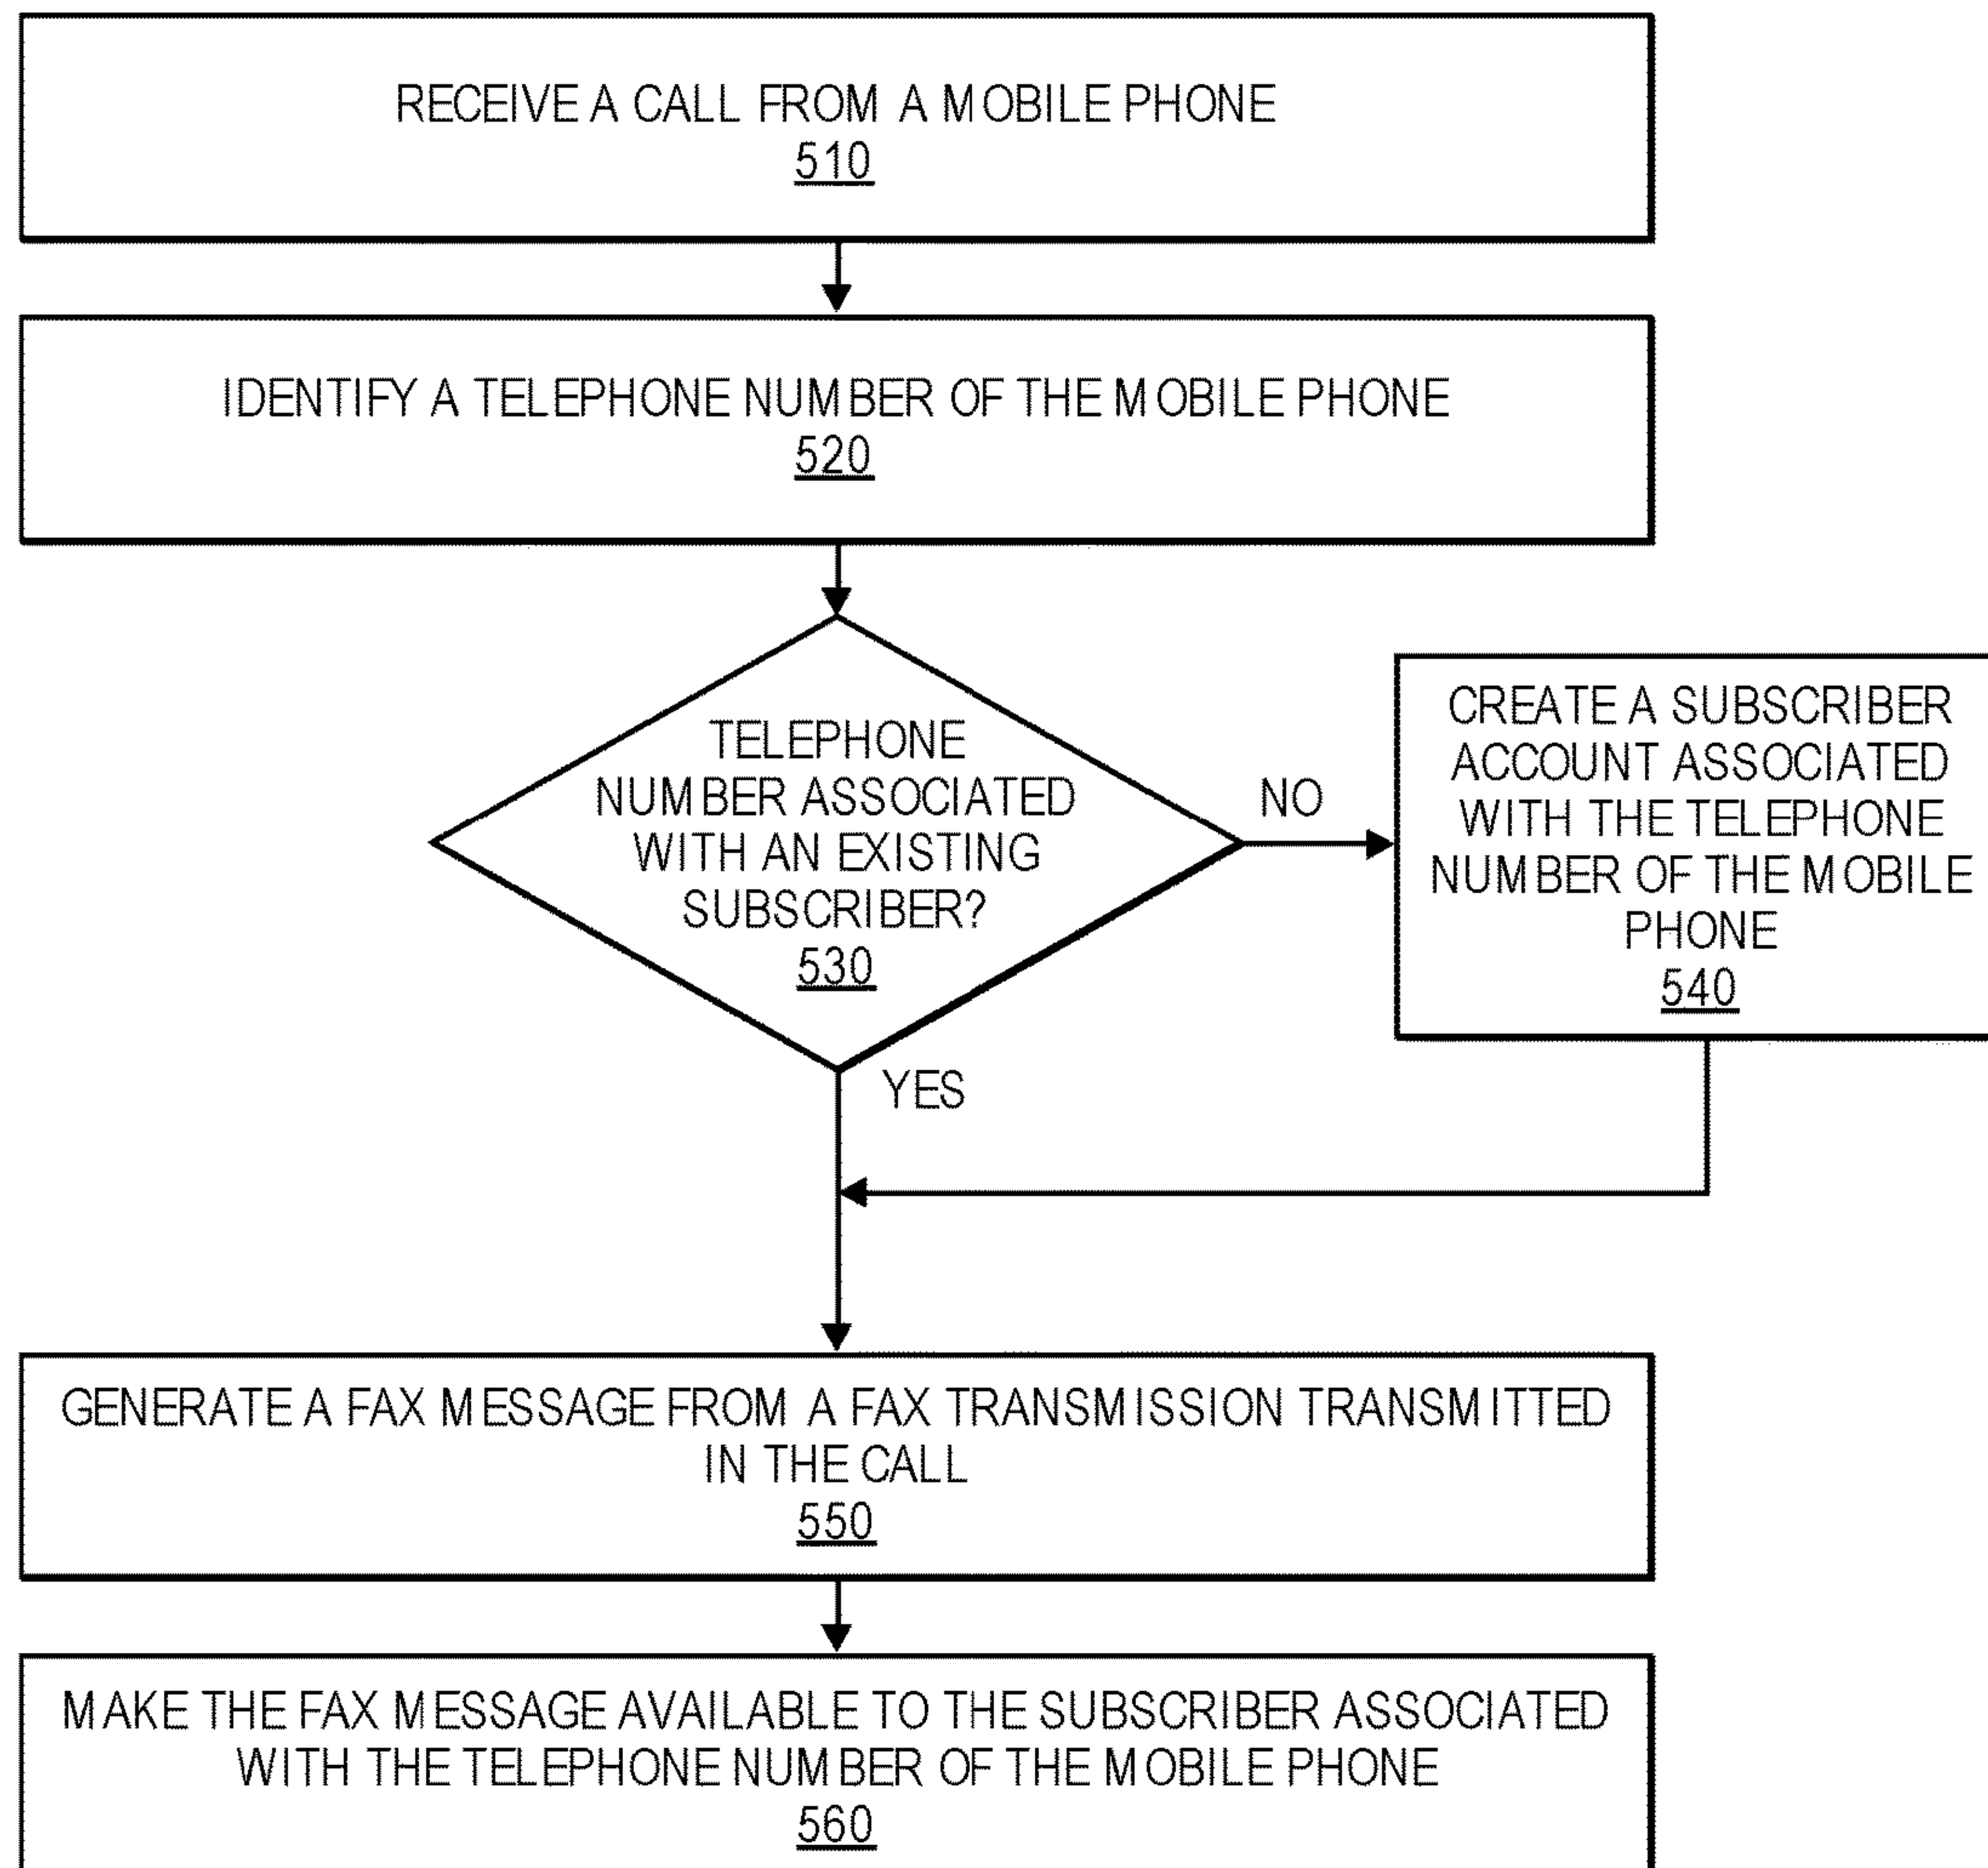 RECEIVE A CALL FROM A MOBILE PHONE
510
IDENTIFY A TELEPHONE NUMBER OF THE MOBILE PHONE
520
TELEPHONE
NUMBER ASSOCIATED
WITH AN EXISTING
SUBSCRIBER?
530
NO
CREATE A SUBSCRIBER
ACCOUNT ASSOCIATED
WITH THE TELEPHONE
NUMBER OF THE MOBILE
PHONE
540
YES
GENERATE A FAX MESSAGE FROM A FAX TRANSMISSION TRANSMITTED
IN THE CALL
550
MAKE THE FAX MESSAGE AVAILABLE TO THE SUBSCRIBER ASSOCIATED
WITH THE TELEPHONE NUMBER OF THE MOBILE PHONE
560